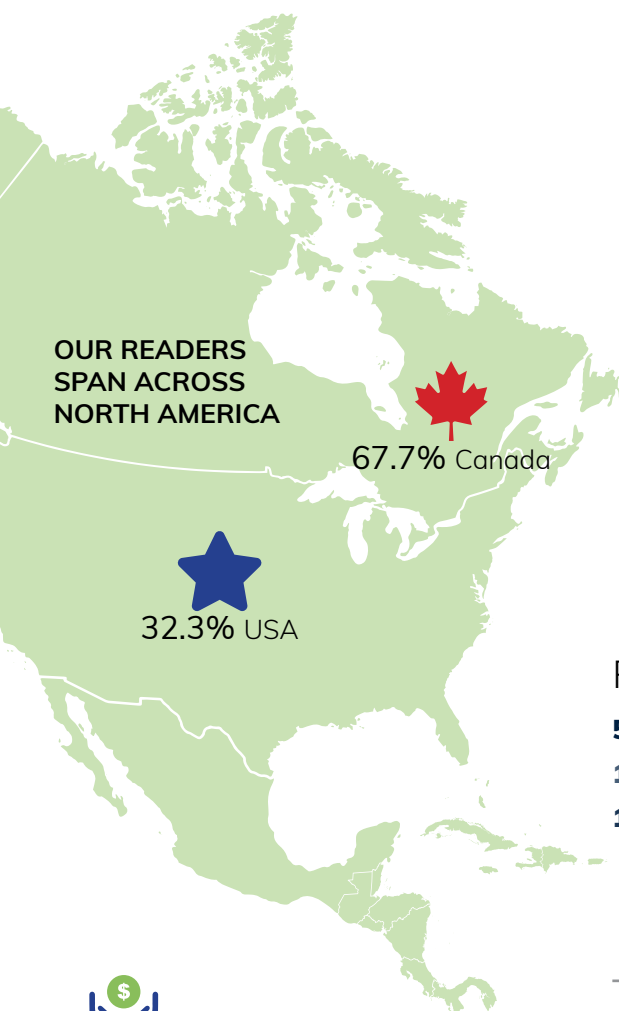 OUR READERS
SPAN ACROSS
NORTH AMERICA
67.7% Canada
32.3% USA
$